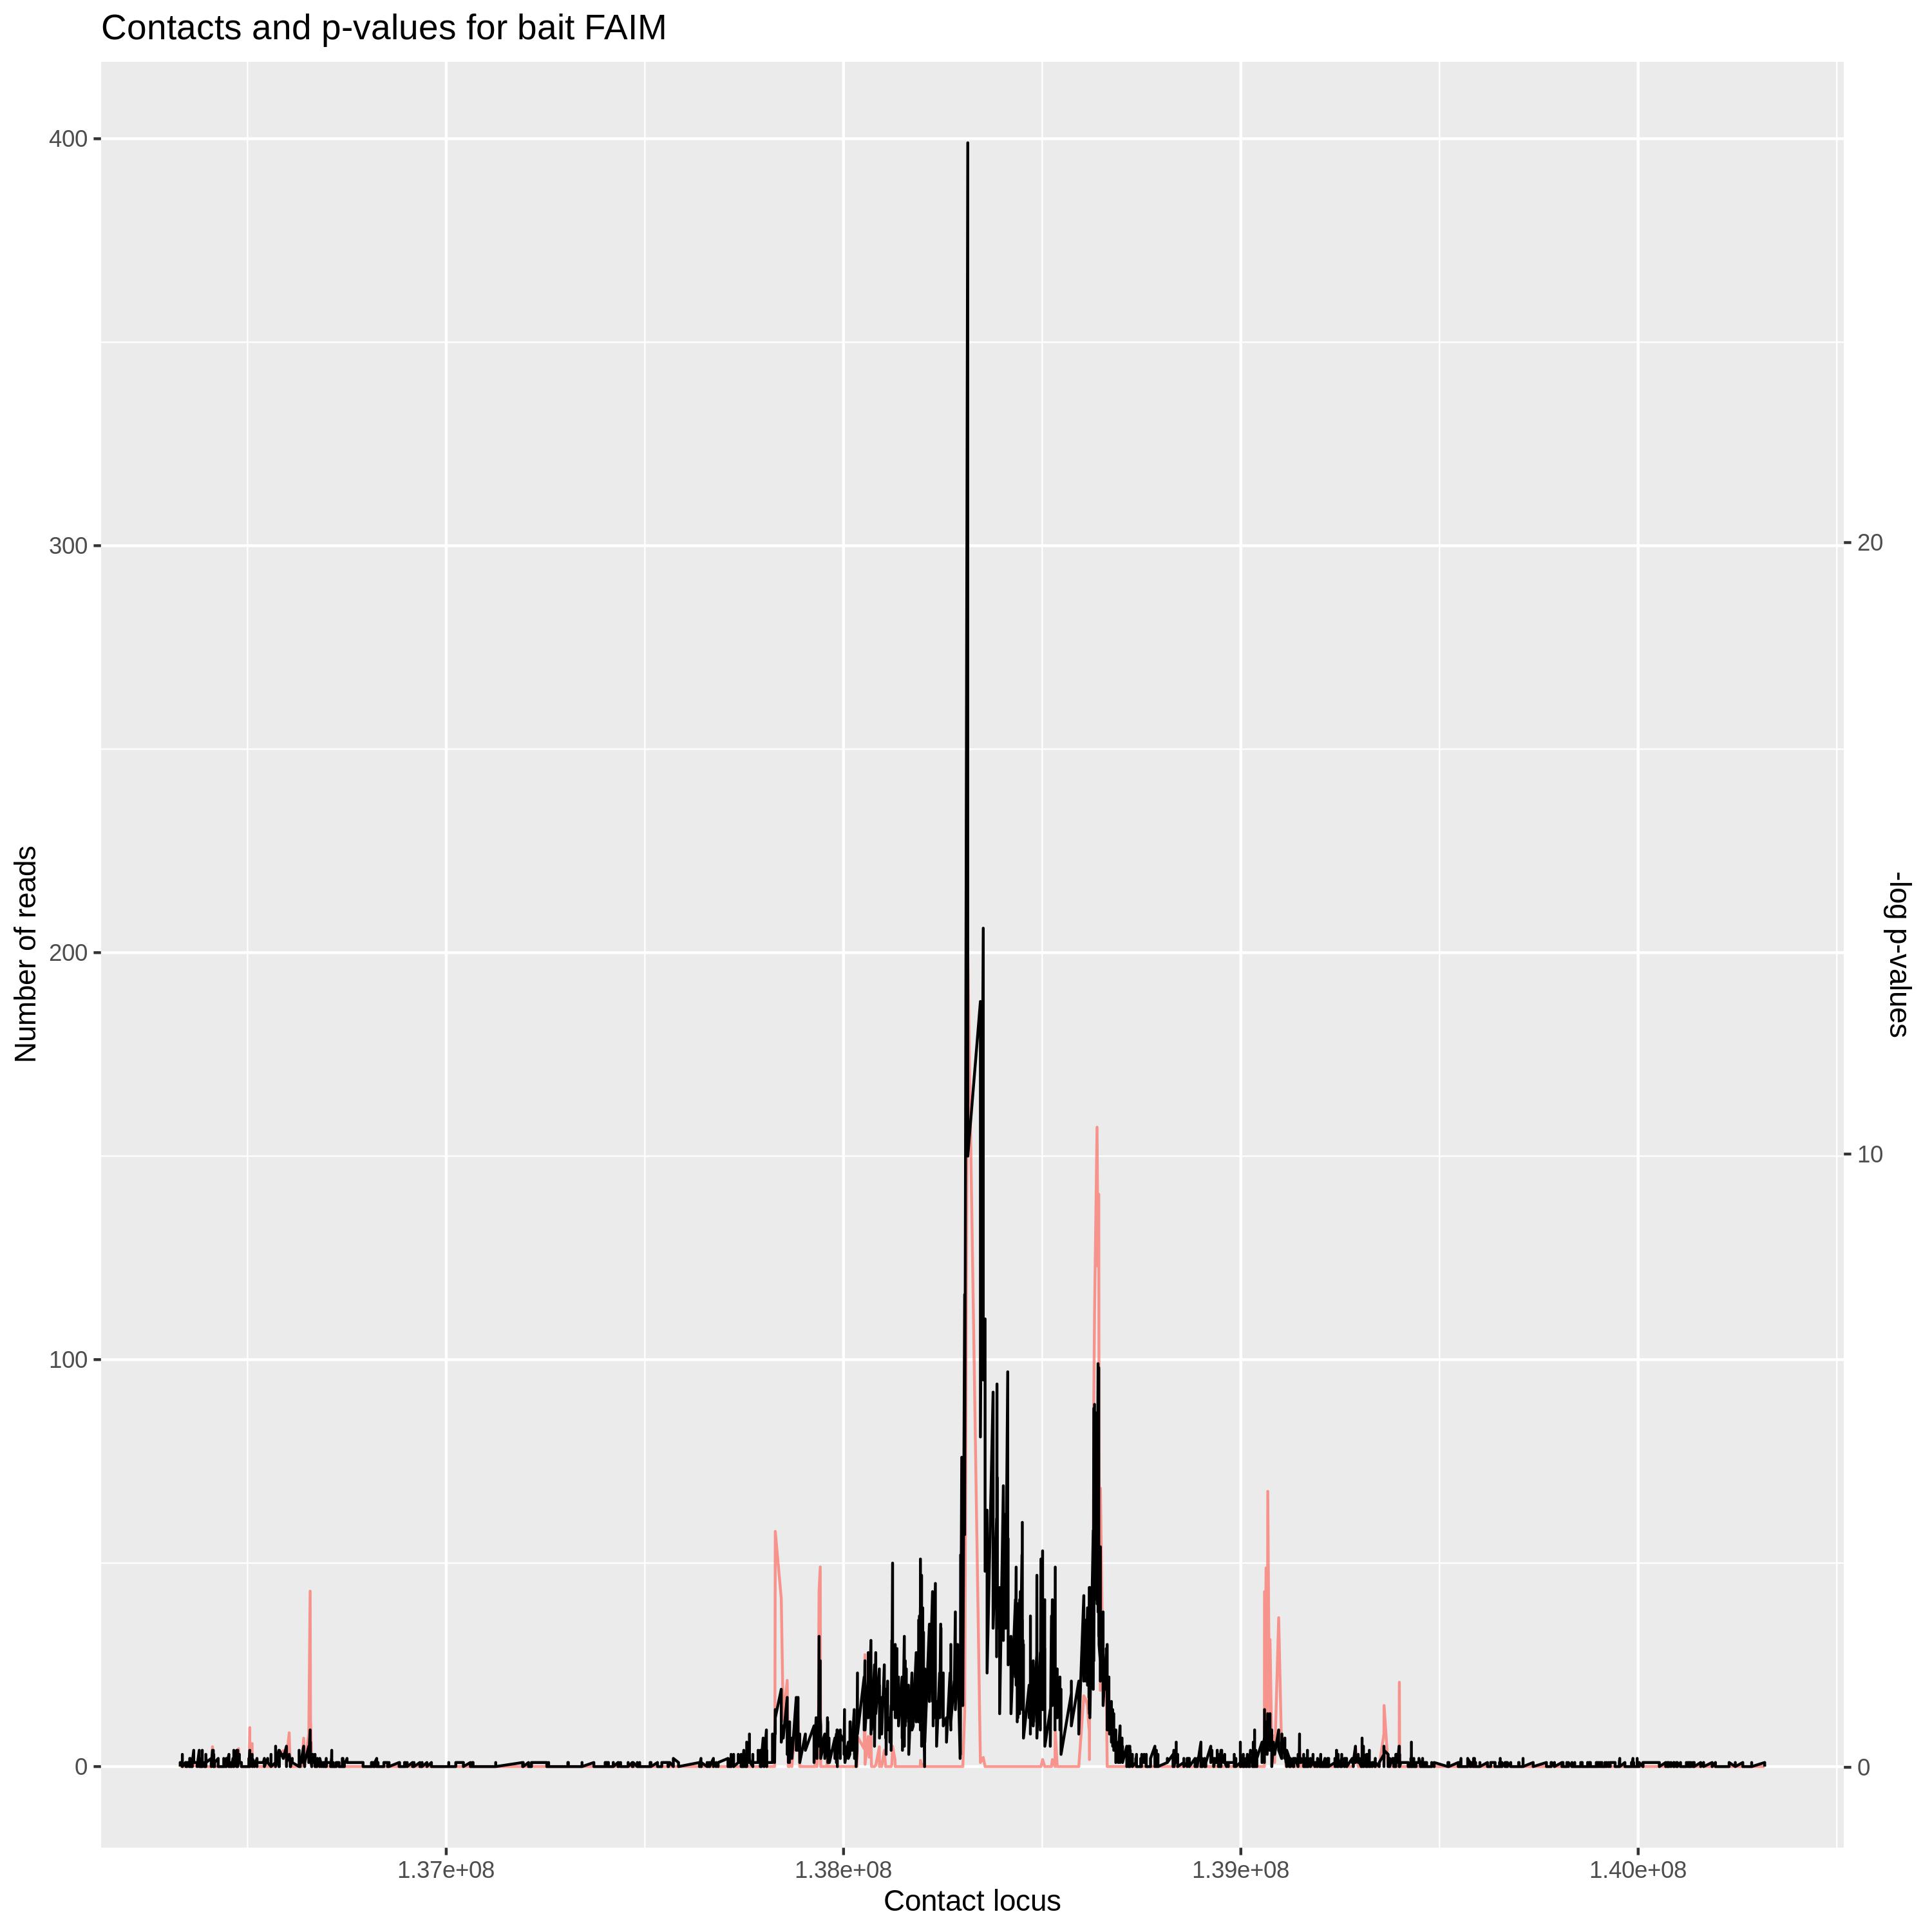 Contacts and p-values for bait FAIM
400
300
200
100
0
Number of reads
20
10
0
-log p-values
1.37e+08
1.38e+08
1.39e+08
1.40e+08
Contact locus